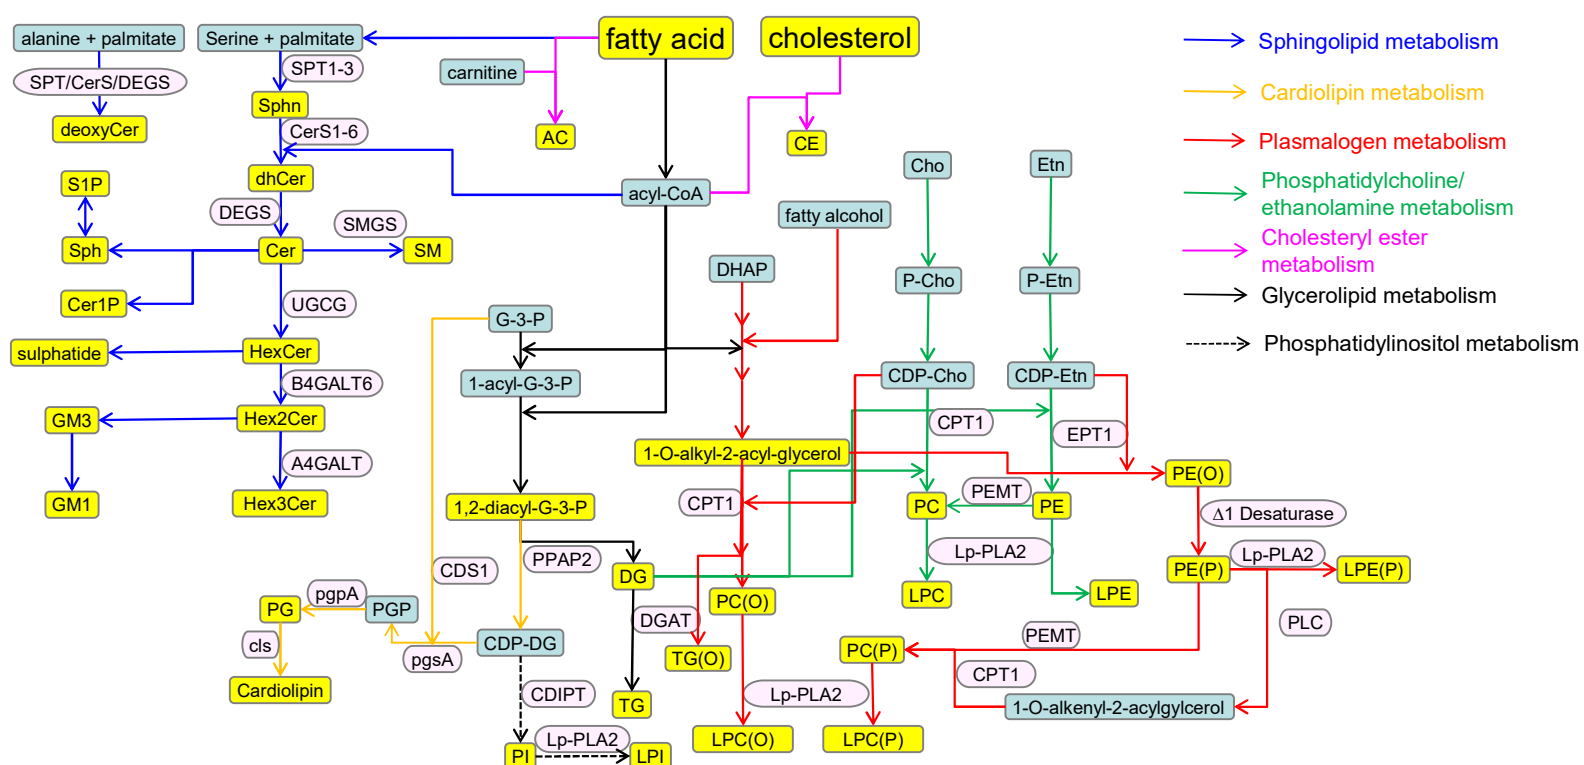 alanine + palmitate
Serine + palmitate
fatty acid
cholesterol
Sphingolipid metabolism
SPT/CerS/DEGS
SPT1-3
carnitine
Cardiolipin metabolism
deoxyCer
Sphn
CerS1-6
AC
CE
Plasmalogen metabolism
S1P
dhCer
acyl-CoA
Cho
Etn
Phosphatidylcholine/
ethanolamine metabolism
DEGS
SMGS
fatty alcohol
Sph
Cer
SM
Cholesteryl ester
metabolism
DHAP
P-Cho
P-Etn
Cer1P
UGCG
G-3-P
Glycerolipid metabolism
sulphatide
HexCer
Phosphatidylinositol metabolism
B4GALT6
1-acyl-G-3-P
CDP-Cho
CDP-Etn
GM3
Hex2Cer
CPT1
EPT1
A4GALT
1-O-alkyl-2-acyl-glycerol
PE(O)
GM1
Hex3Cer
1,2-diacyl-G-3-P
CPT1
PC
PEMT
PE
Δ1 Desaturase
CDS1
PPAP2
DG
Lp-PLA2
PE(P)
Lp-PLA2
LPE(P)
pgpA
PG
PGP
PC(O)
LPC
LPE
cls
pgsA
CDP-DG
DGAT
TG(O)
PC(P)
PEMT
PLC
Cardiolipin
CDIPT
TG
Lp-PLA2
CPT1
1-O-alkenyl-2-acylgylcerol
PI
Lp-PLA2
LPI
LPC(O)
LPC(P)